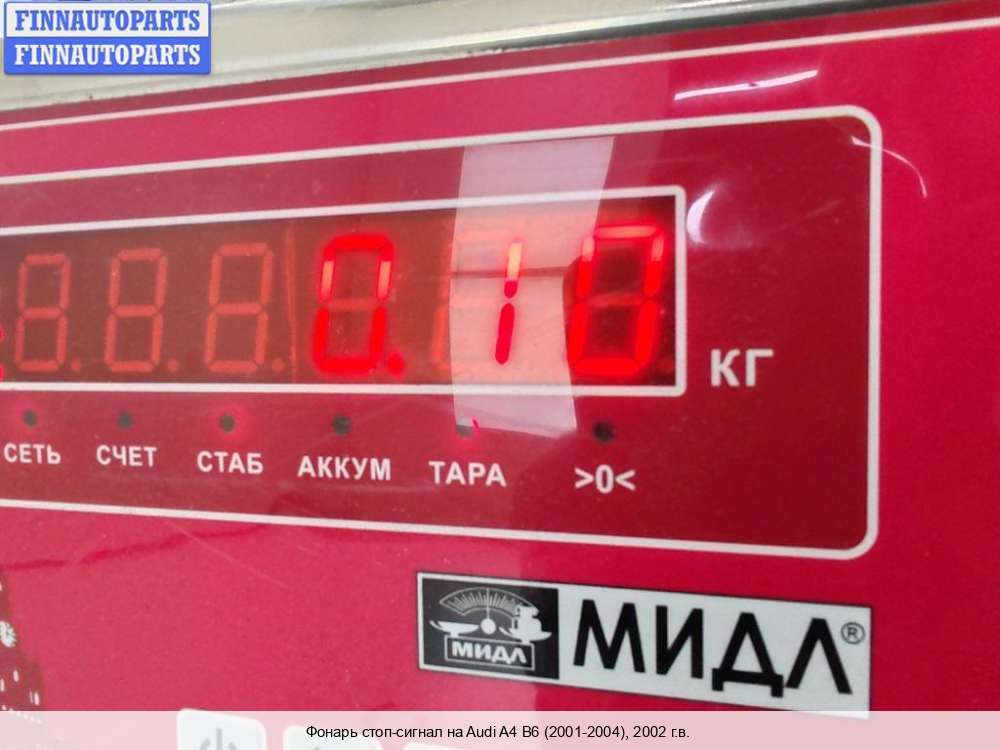 FINNAUTOPARTS
FINNAUTOPARTS
0.10
КГ
СЕТЬ СЧЕТ СТАБ АККУМ ТАРА >0<
МИДЛ МИДЛ®
Фонарь стоп-сигнал на Audi A4 B6 (2001-2004), 2002 г.в.